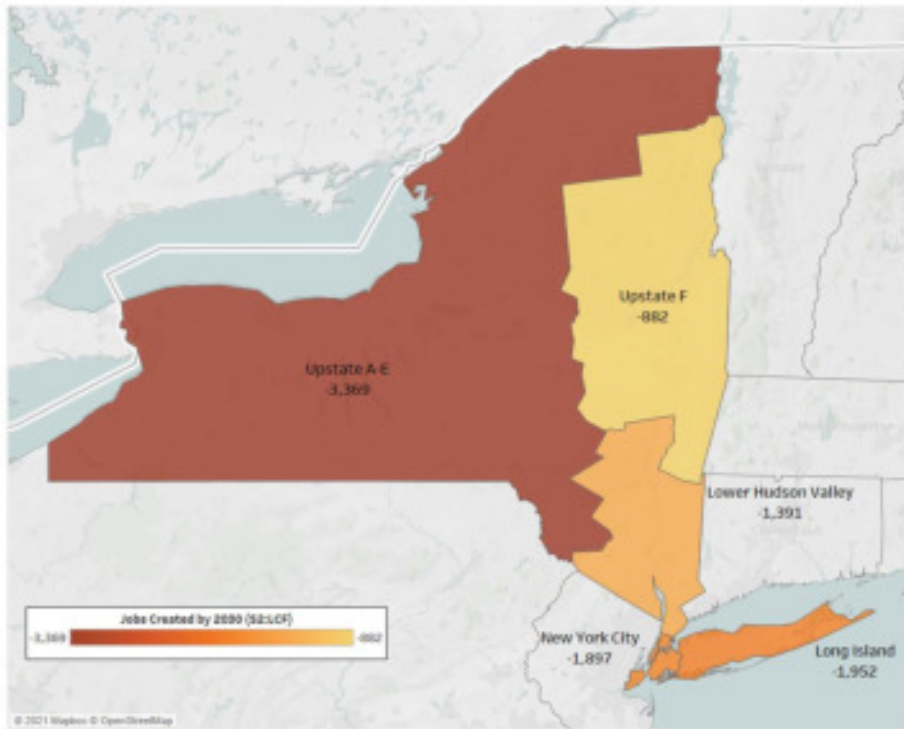 Upstate F
-882
Upstate A-E
-3,369
Lower Hudson Valley
-1,391
Jobs Created by 2030 (S2:LCF)
-3,369
-882
New York City
-1,897
Long Island
-1,952
© 2021 Mapbox © OpenStreetMap